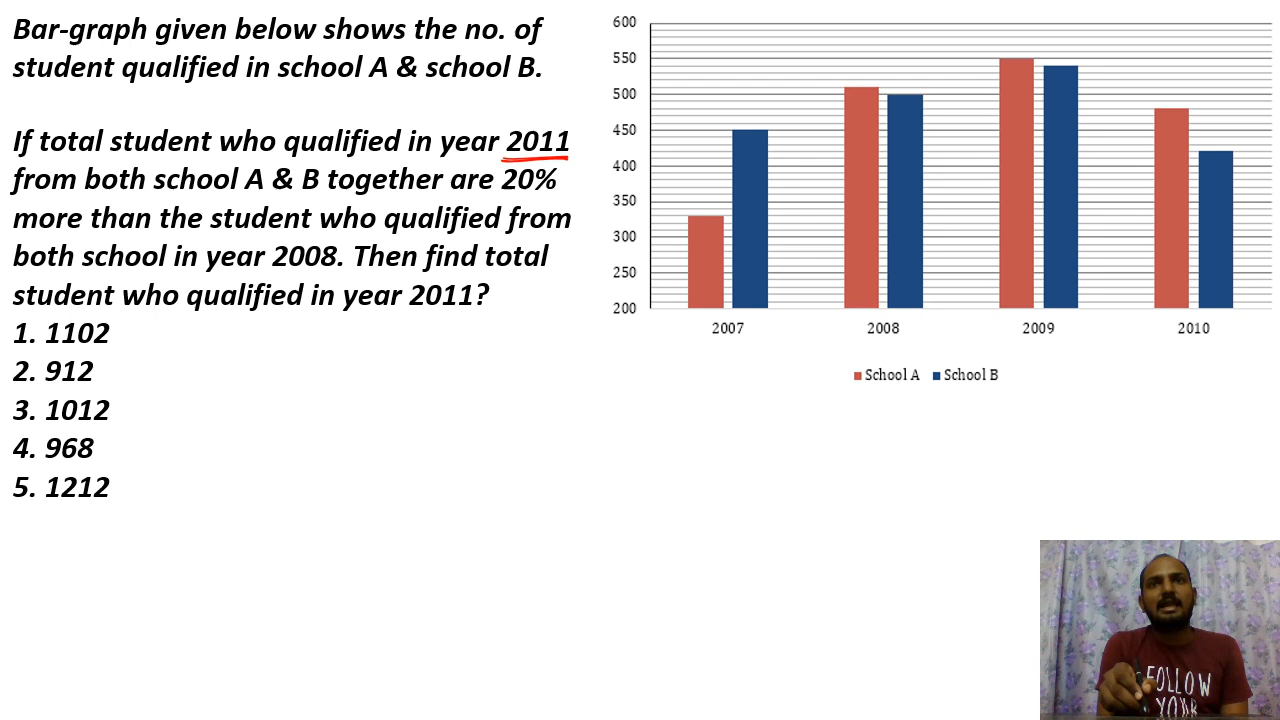 Bar-graph given below shows the no. of
student qualified in school A & school B.
If total student who qualified in year 2011
from both school A & B together are 20%
more than the student who qualified from
both school in year 2008. Then find total
student who qualified in year 2011?
1. 1102
2. 912
3. 1012
4. 968
5. 1212
600
550
500
450
400
350
300
250
200
2007 2008 2009 2010
School A School B
FOLLOW
YOUR